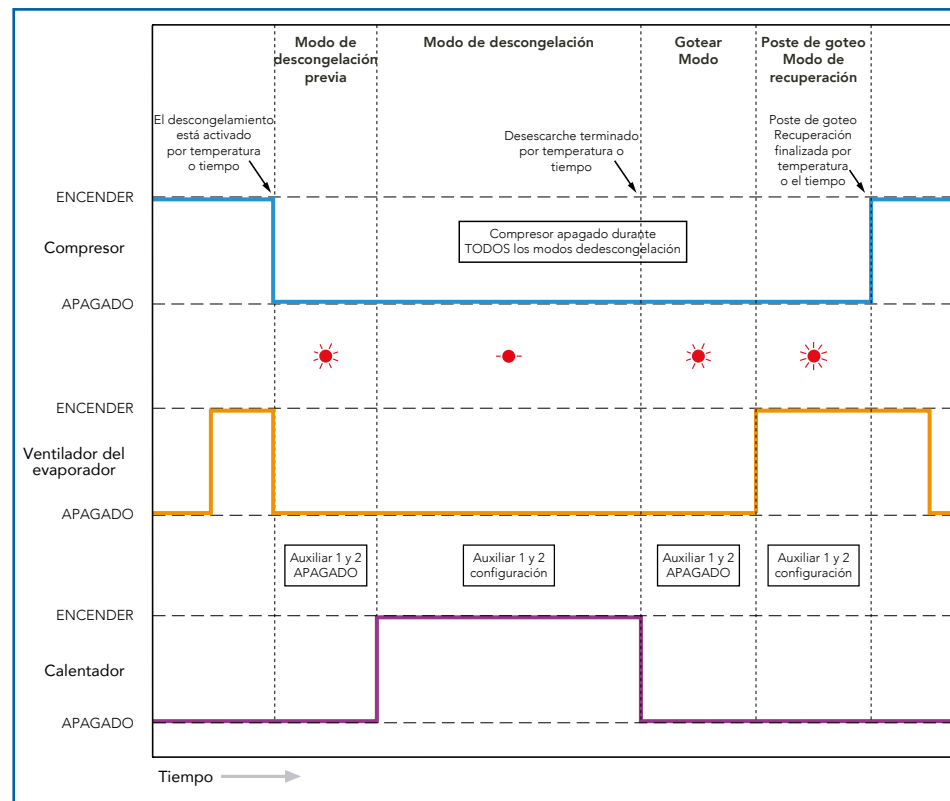 Modo de
descongelación
previa
Modo de descongelación
Gotear
Modo
Poste de goteo
Modo de
recuperación
El descongelamiento
está activado
por temperatura
o tiempo
Desescarche terminado
por temperatura o
tiempo
Poste de goteo
Recuperación
finalizada por
temperatura
o el tiempo
ENCENDER
Compresor
Compresor apagado durante
TODOS los modos dedescongelación
APAGADO
ENCENDER
Ventilador del
evaporador
APAGADO
Auxiliar 1 y 2
APAGADO
Auxiliar 1 y 2
configuración
Auxiliar 1 y 2
APAGADO
Auxiliar 1 y 2
configuración
ENCENDER
Calentador
APAGADO
Tiempo